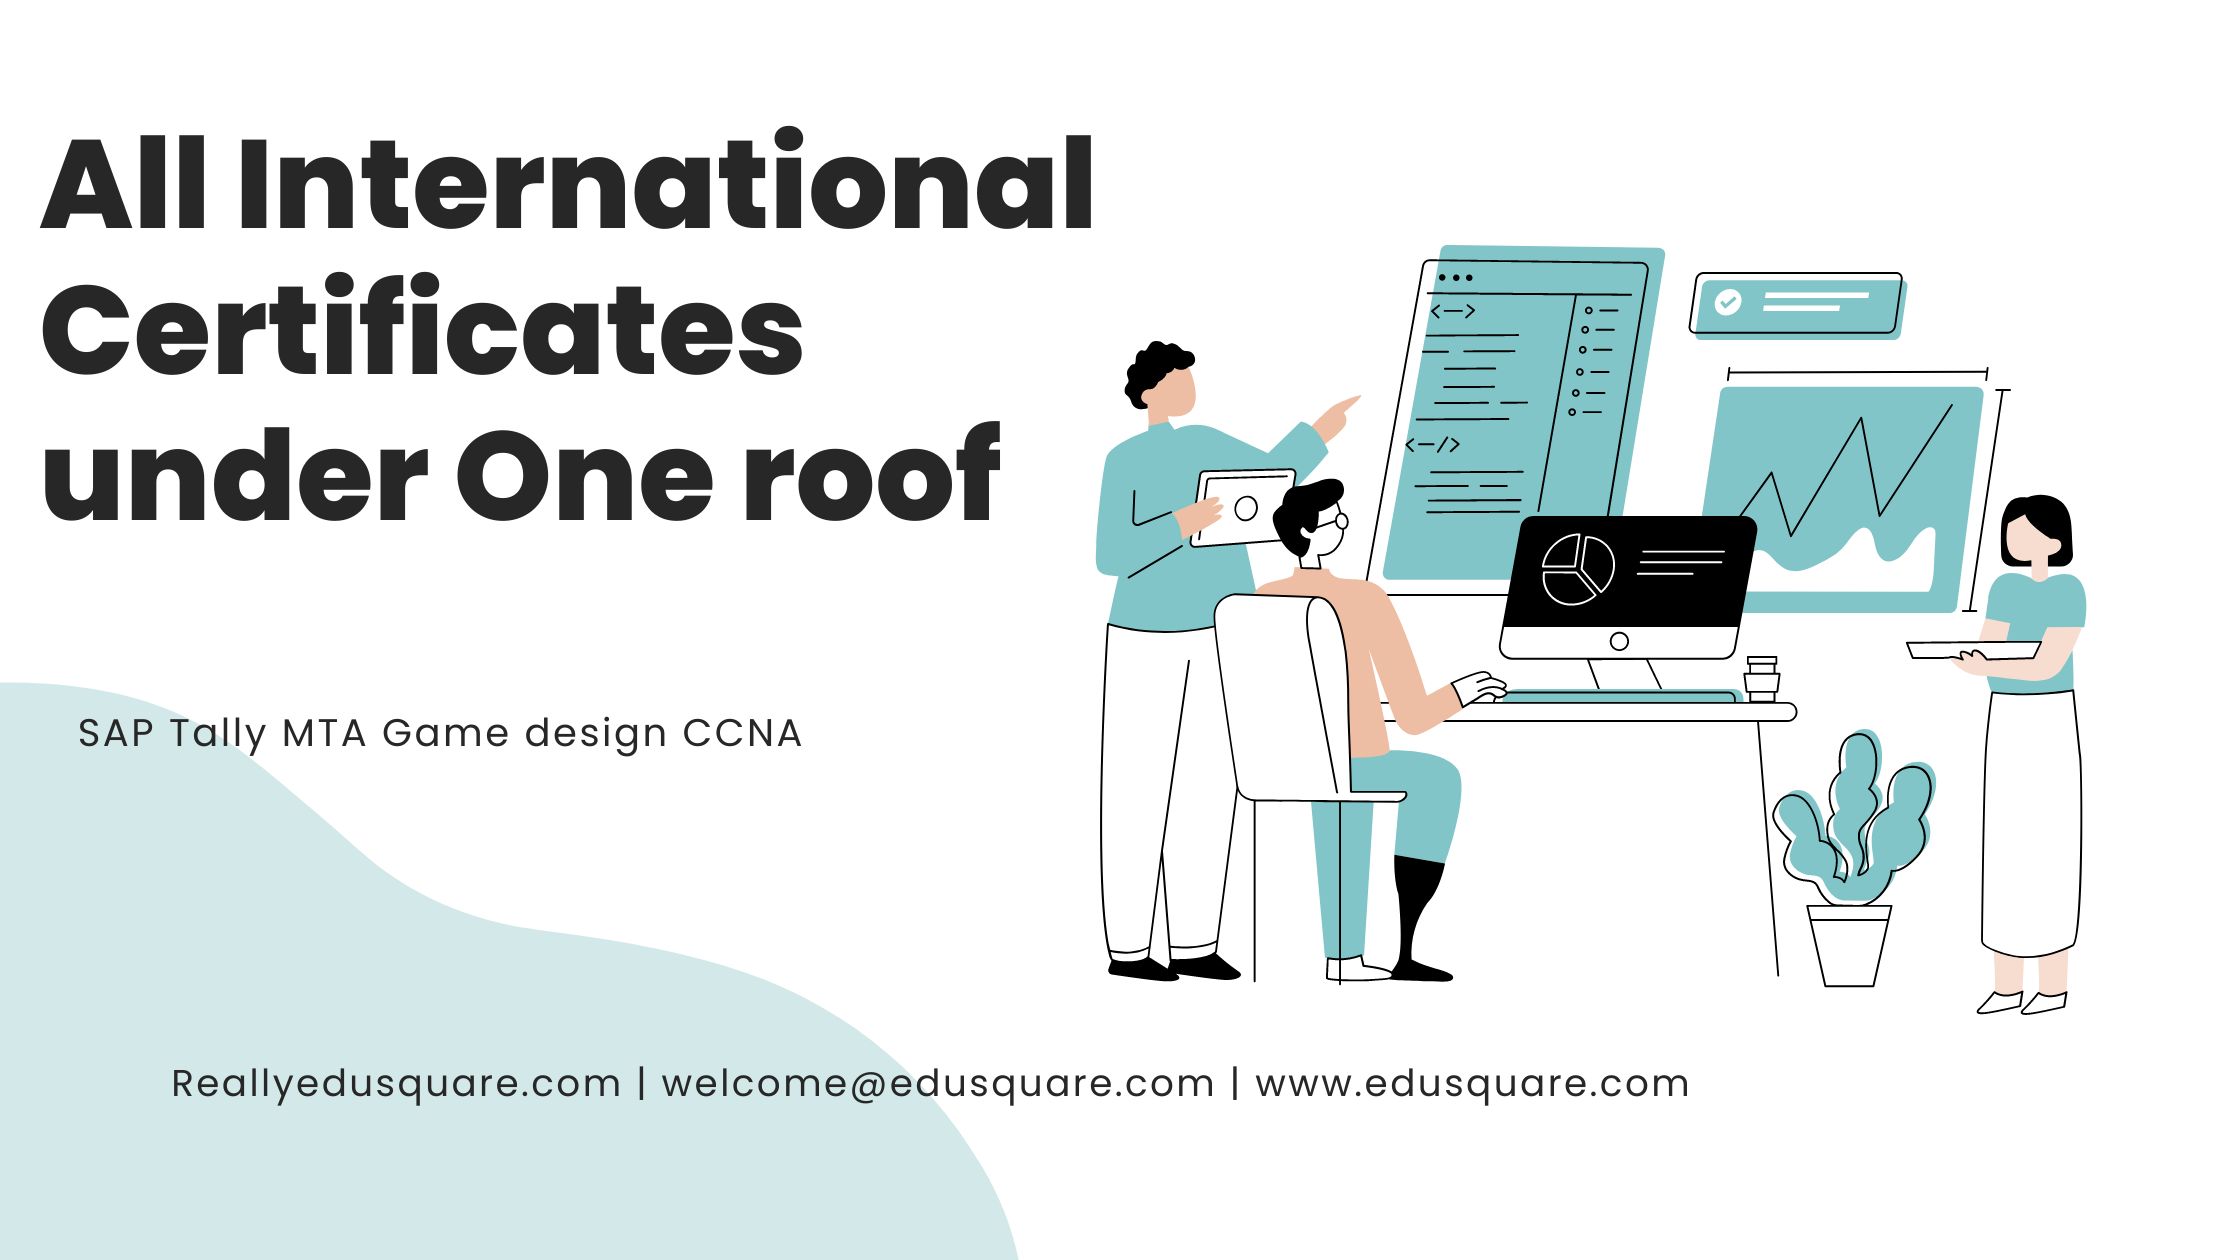 All International
Certificates
under One roof
SAP Tally MTA Game design CCNA
Reallyedusquare.com | welcome@edusquare.com | www.edusquare.com